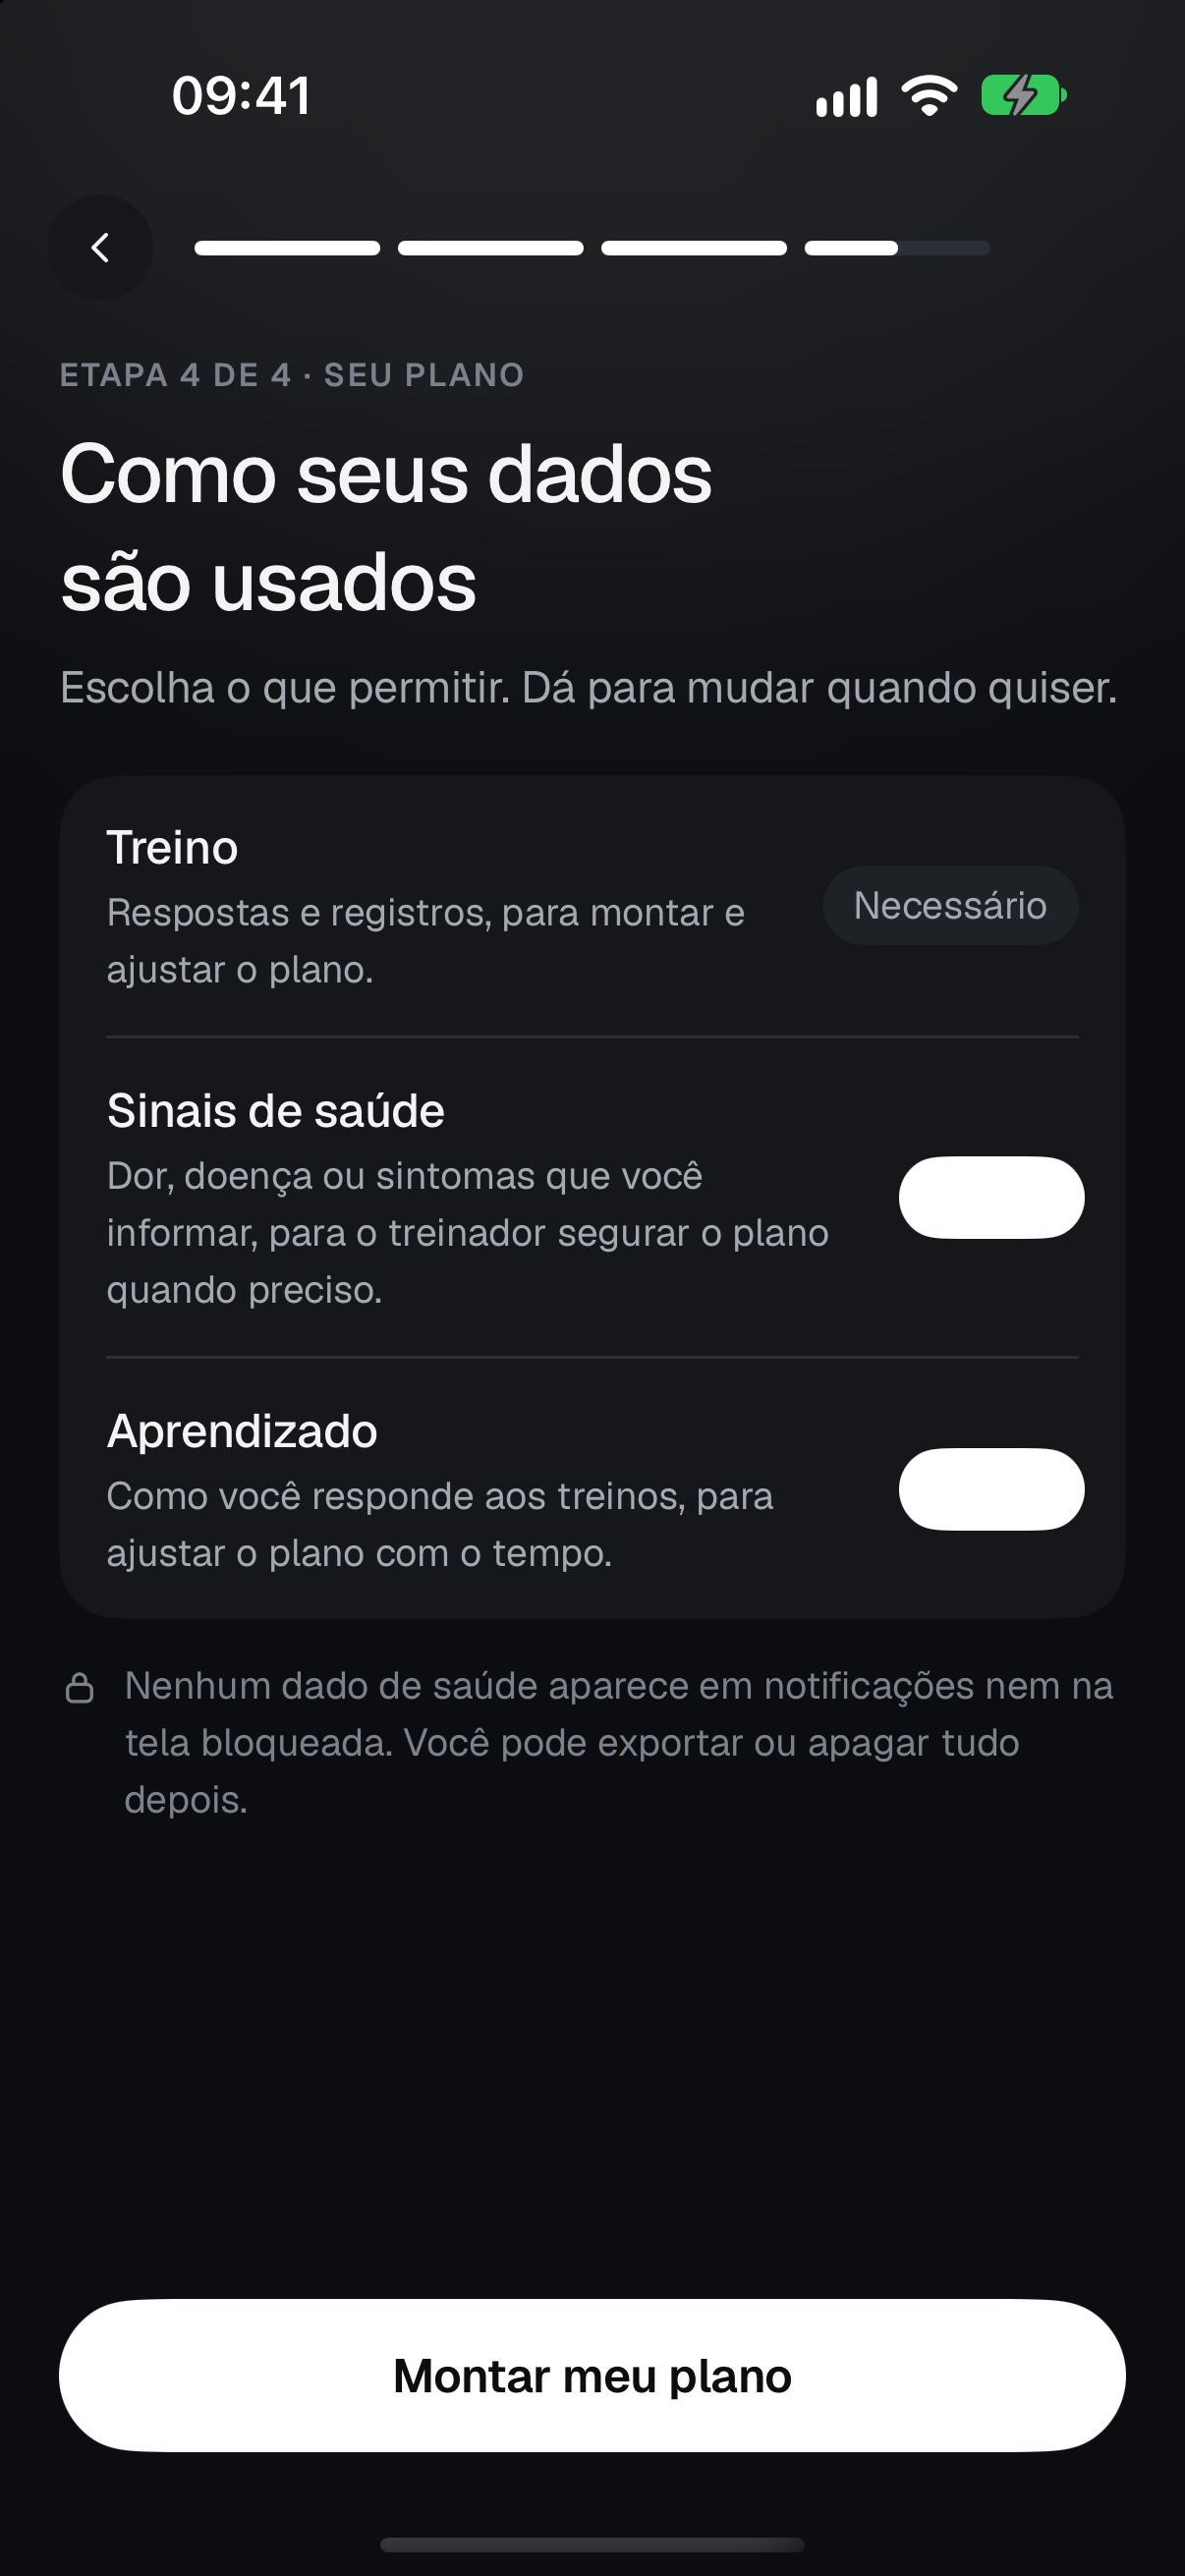 09:41
ETAPA 4 DE 4 · SEU PLANO
Como seus dados
são usados
Escolha o que permitir. Dá para mudar quando quiser.
Treino
Respostas e registros, para montar e
ajustar o plano.
Necessário
Sinais de saúde
Dor, doença ou sintomas que você
informar, para o treinador segurar o plano
quando preciso.
Aprendizado
Como você responde aos treinos, para
ajustar o plano com o tempo.
Nenhum dado de saúde aparece em notificações nem na
tela bloqueada. Você pode exportar ou apagar tudo
depois.
Montar meu plano